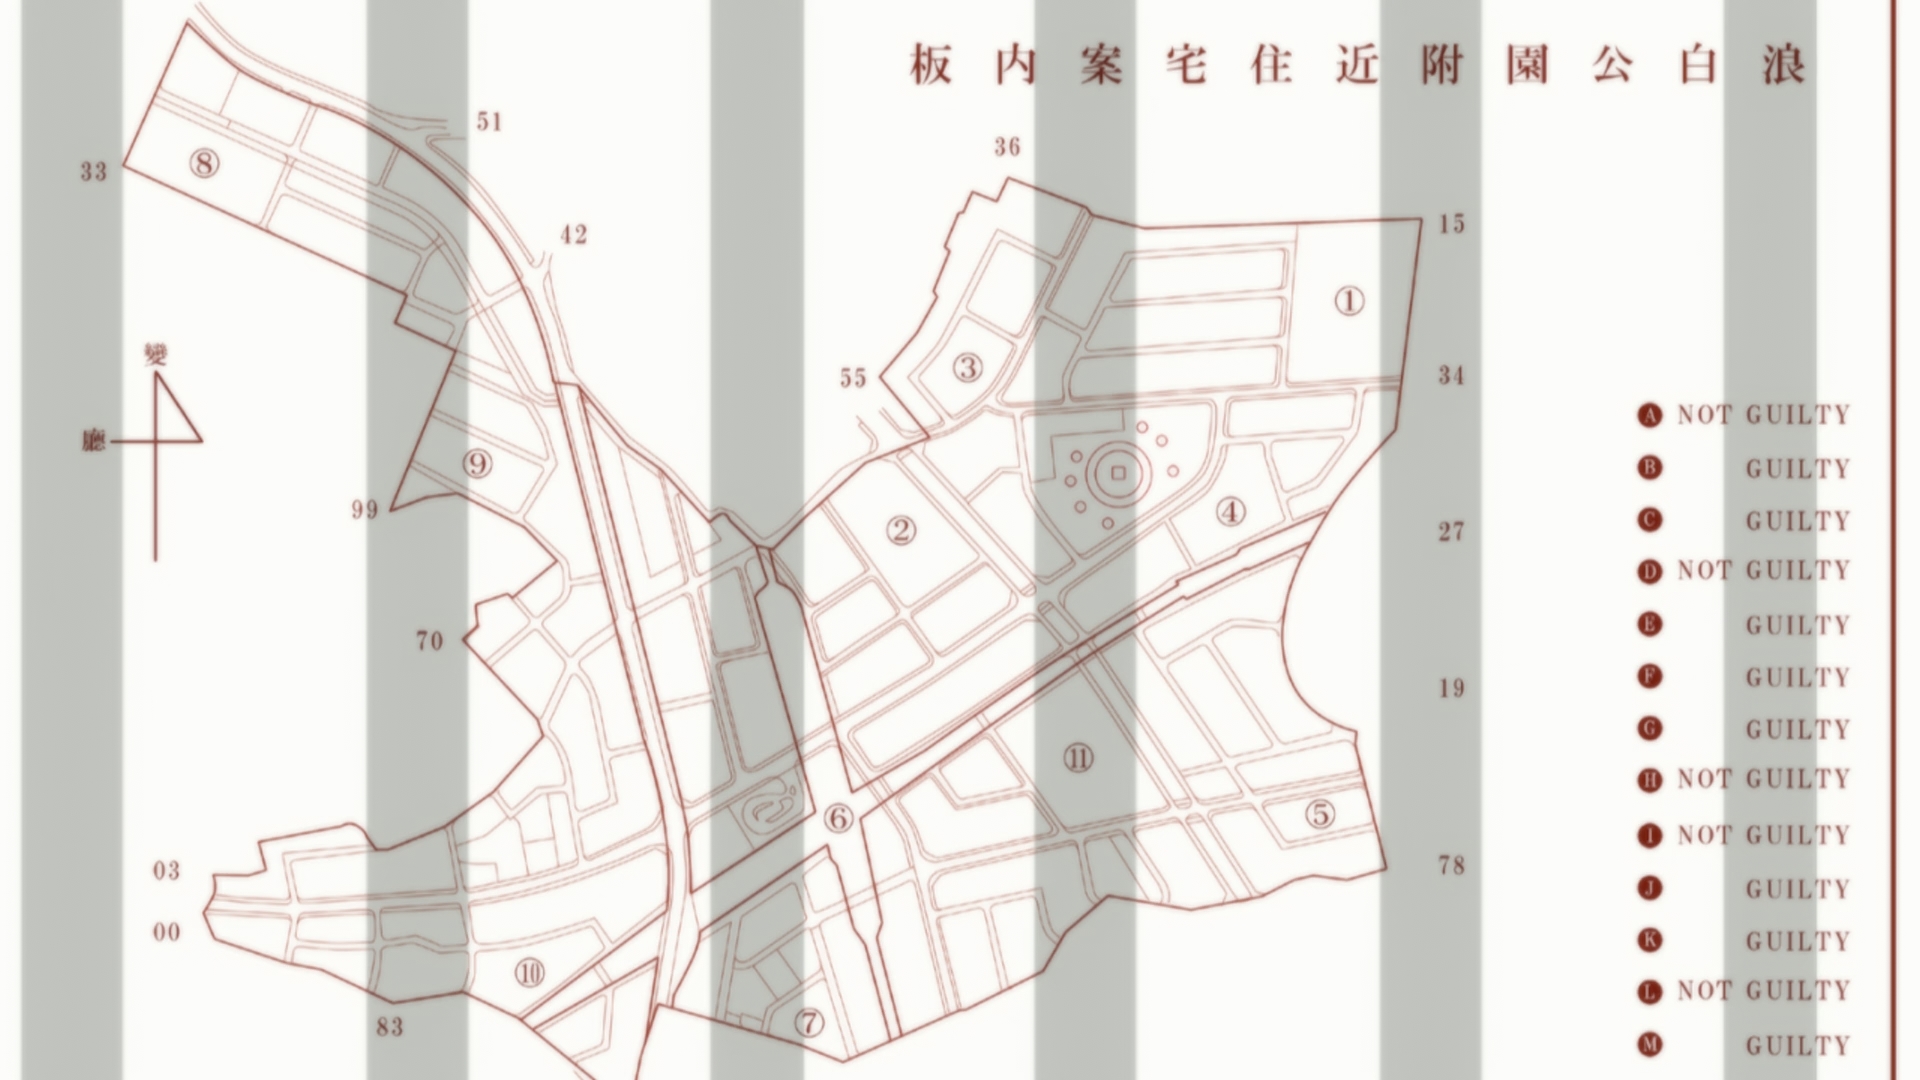 浪白公園附近住宅案内板
51
36
33
⑧
42
15
①
變
③
55
34
廳
A NOT GUILTY
⑨
B GUILTY
99
②
④
C GUILTY
27
D NOT GUILTY
70
E GUILTY
F GUILTY
19
G GUILTY
⑪
H NOT GUILTY
⑥
⑤
I NOT GUILTY
03
78
J GUILTY
00
K GUILTY
⑩
L NOT GUILTY
83
⑦
M GUILTY